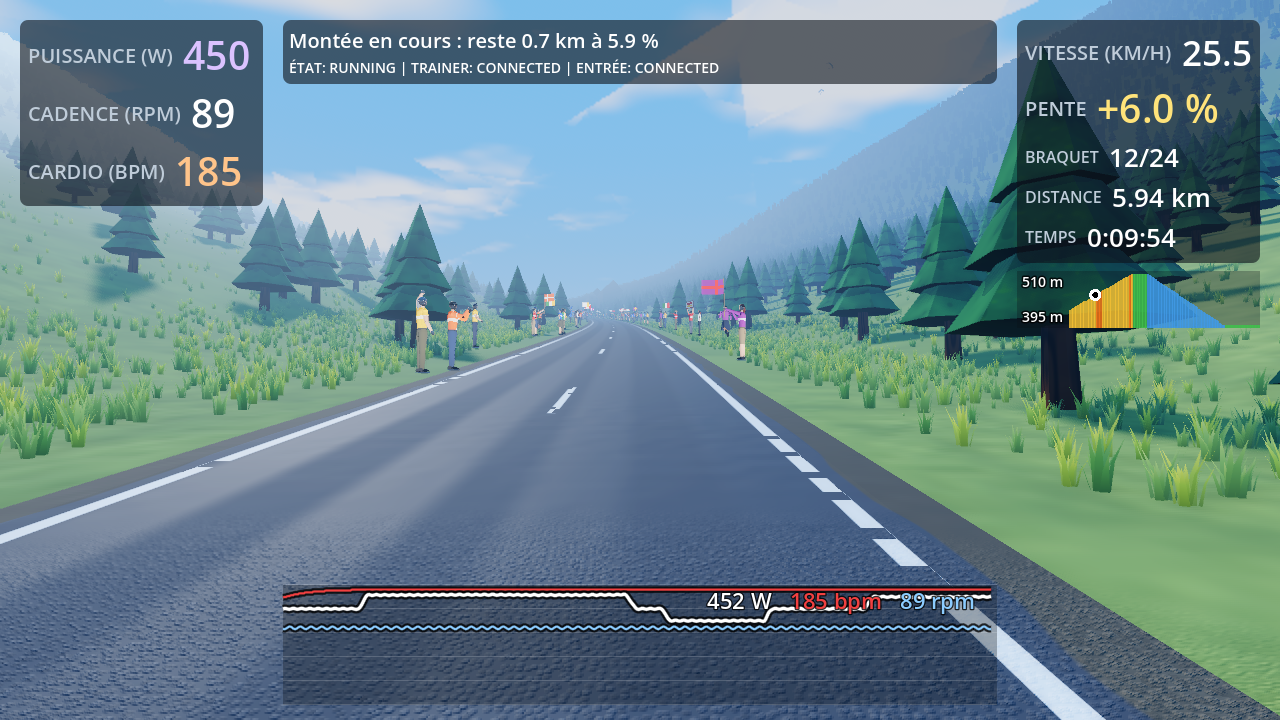 PUISSANCE (W) 450
CADENCE (RPM) 89
CARDIO (BPM) 185
Montée en cours : reste 0.7 km à 5.9 %
ÉTAT: RUNNING | TRAINER: CONNECTED | ENTRÉE: CONNECTED
VITESSE (KM/H) 25.5
PENTE +6.0 %
BRAQUET 12/24
DISTANCE 5.94 km
TEMPS 0:09:54
510 m
395 m
452 W 185 bpm 89 rpm